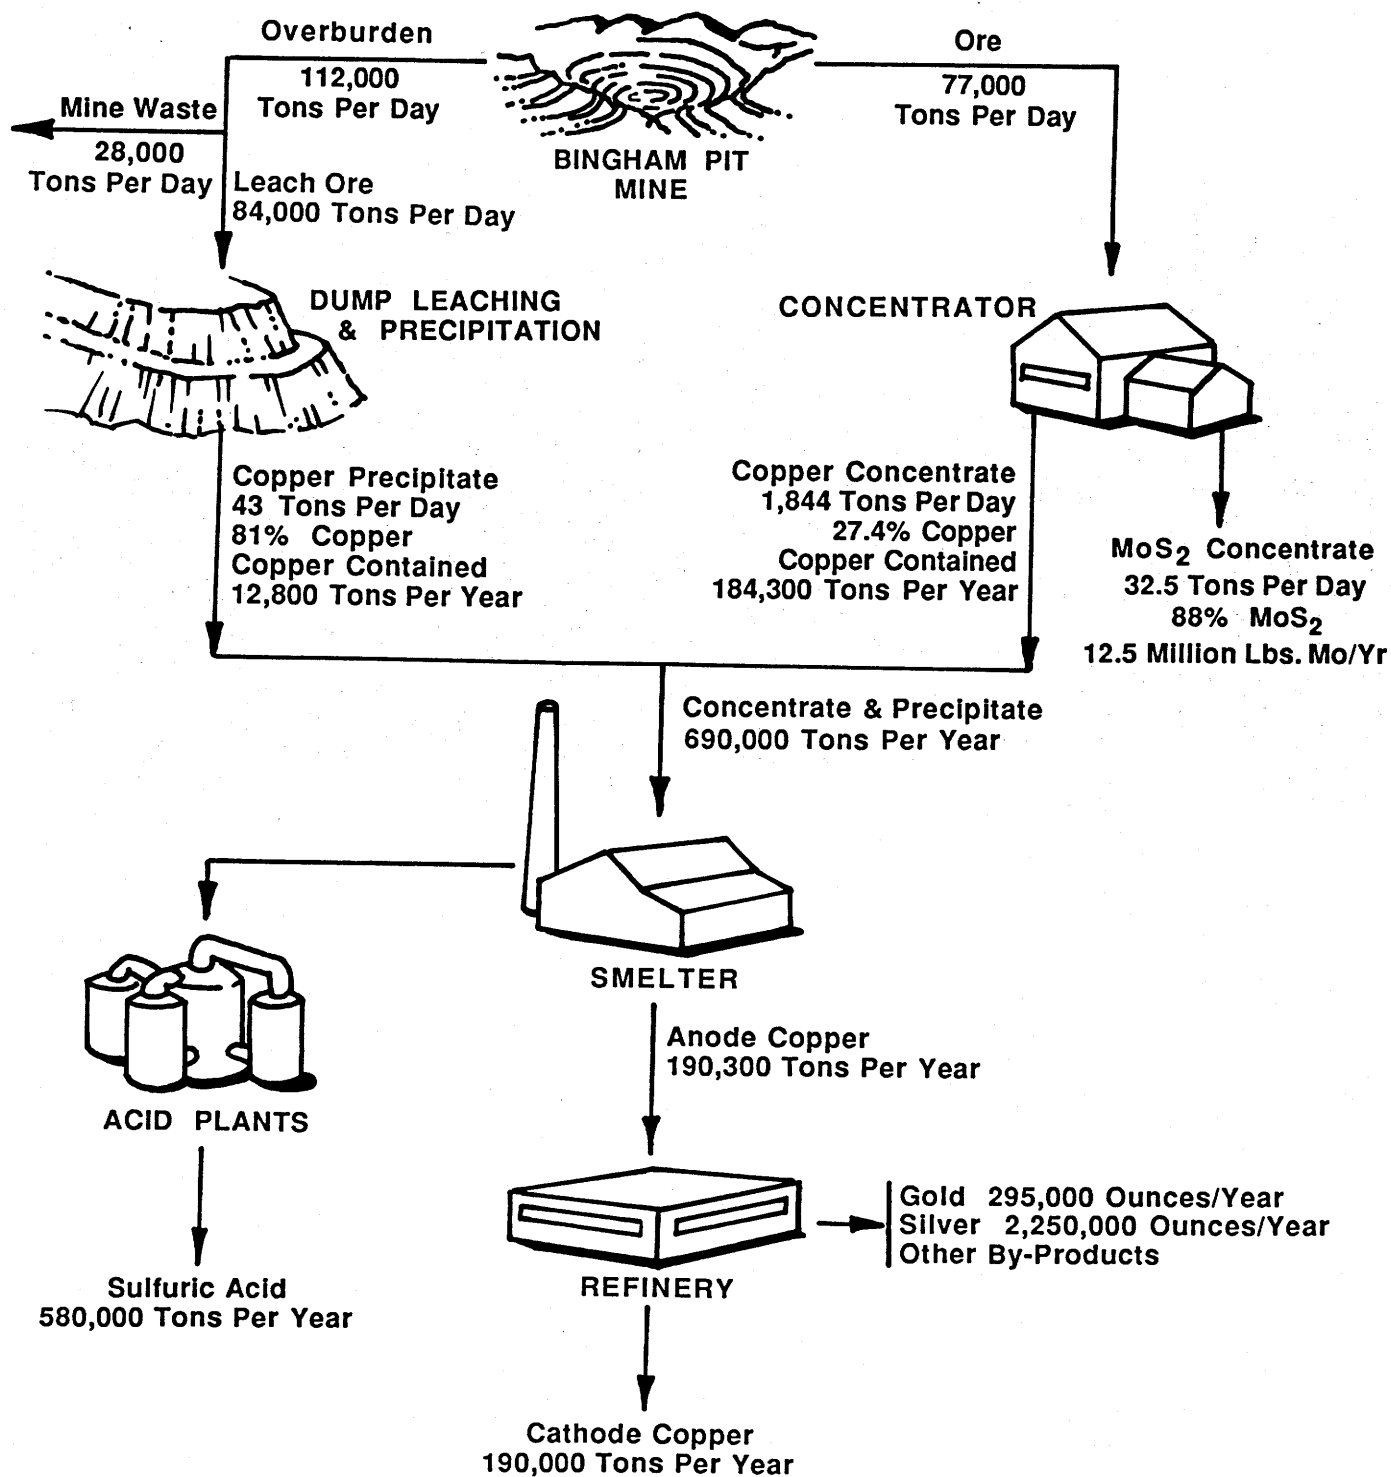 Overburden
112,000
Tons Per Day
Mine Waste
28,000
Tons Per Day
Leach Ore
84,000 Tons Per Day
BINGHAM PIT
MINE
Ore
77,000
Tons Per Day
DUMP LEACHING
& PRECIPITATION
CONCENTRATOR
Copper Precipitate
43 Tons Per Day
81% Copper
Copper Contained
12,800 Tons Per Year
Copper Concentrate
1,844 Tons Per Day
27.4% Copper
Copper Contained
184,300 Tons Per Year
MoS2 Concentrate
32.5 Tons Per Day
88% MoS2
12.5 Million Lbs. Mo/Yr
Concentrate & Precipitate
690,000 Tons Per Year
SMELTER
Anode Copper
190,300 Tons Per Year
ACID PLANTS
Sulfuric Acid
580,000 Tons Per Year
REFINERY
Gold 295,000 Ounces/Year
Silver 2,250,000 Ounces/Year
Other By-Products
Cathode Copper
190,000 Tons Per Year